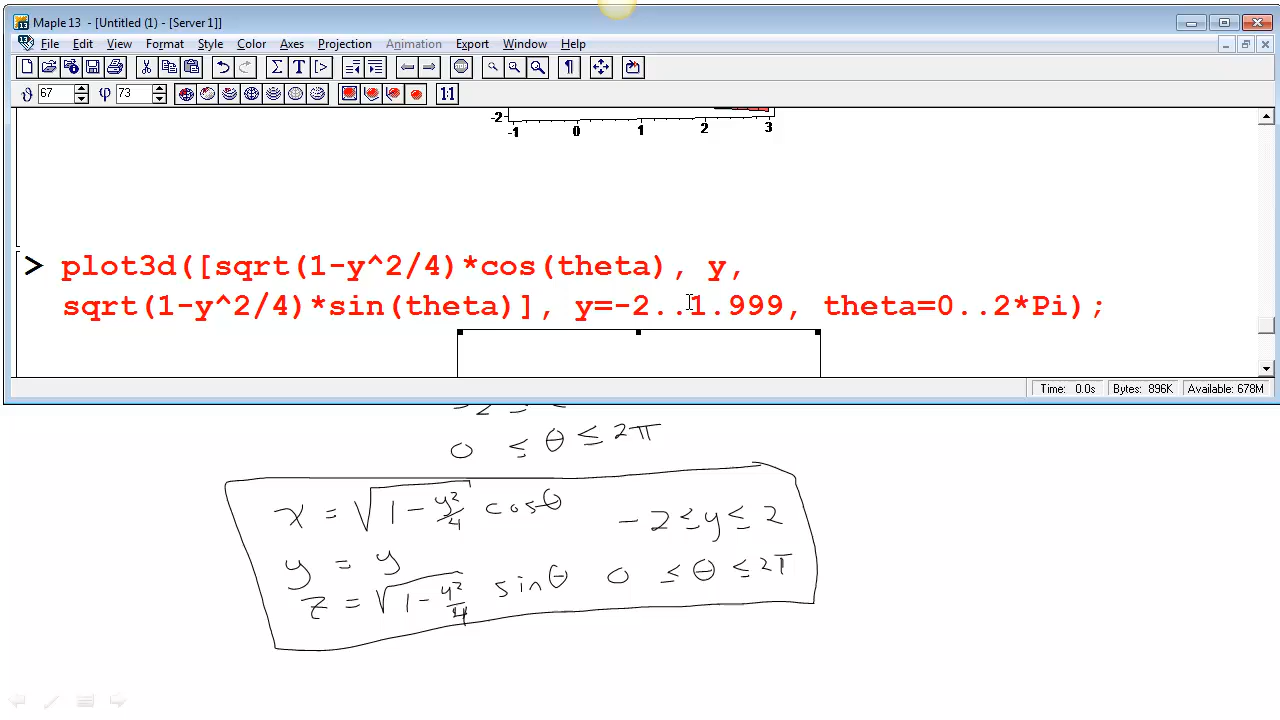 Maple 13 - [Untitled (1) - [Server 1]]
File Edit View Format Style Color Axes Projection Animation Export Window Help
ϑ 67 φ 73 1:1
-2
-1 0 1 2 3
> plot3d([sqrt(1-y^2/4)*cos(theta), y,
sqrt(1-y^2/4)*sin(theta)], y=-2..1.999, theta=0..2*Pi);
Time: 0.0s Bytes: 896K Available: 678M
0 ≤ θ ≤ 2π
x = √(1 - y²/4) cosθ -2 ≤ y ≤ 2
y = y
z = √(1 - y²/4) sinθ 0 ≤ θ ≤ 2π